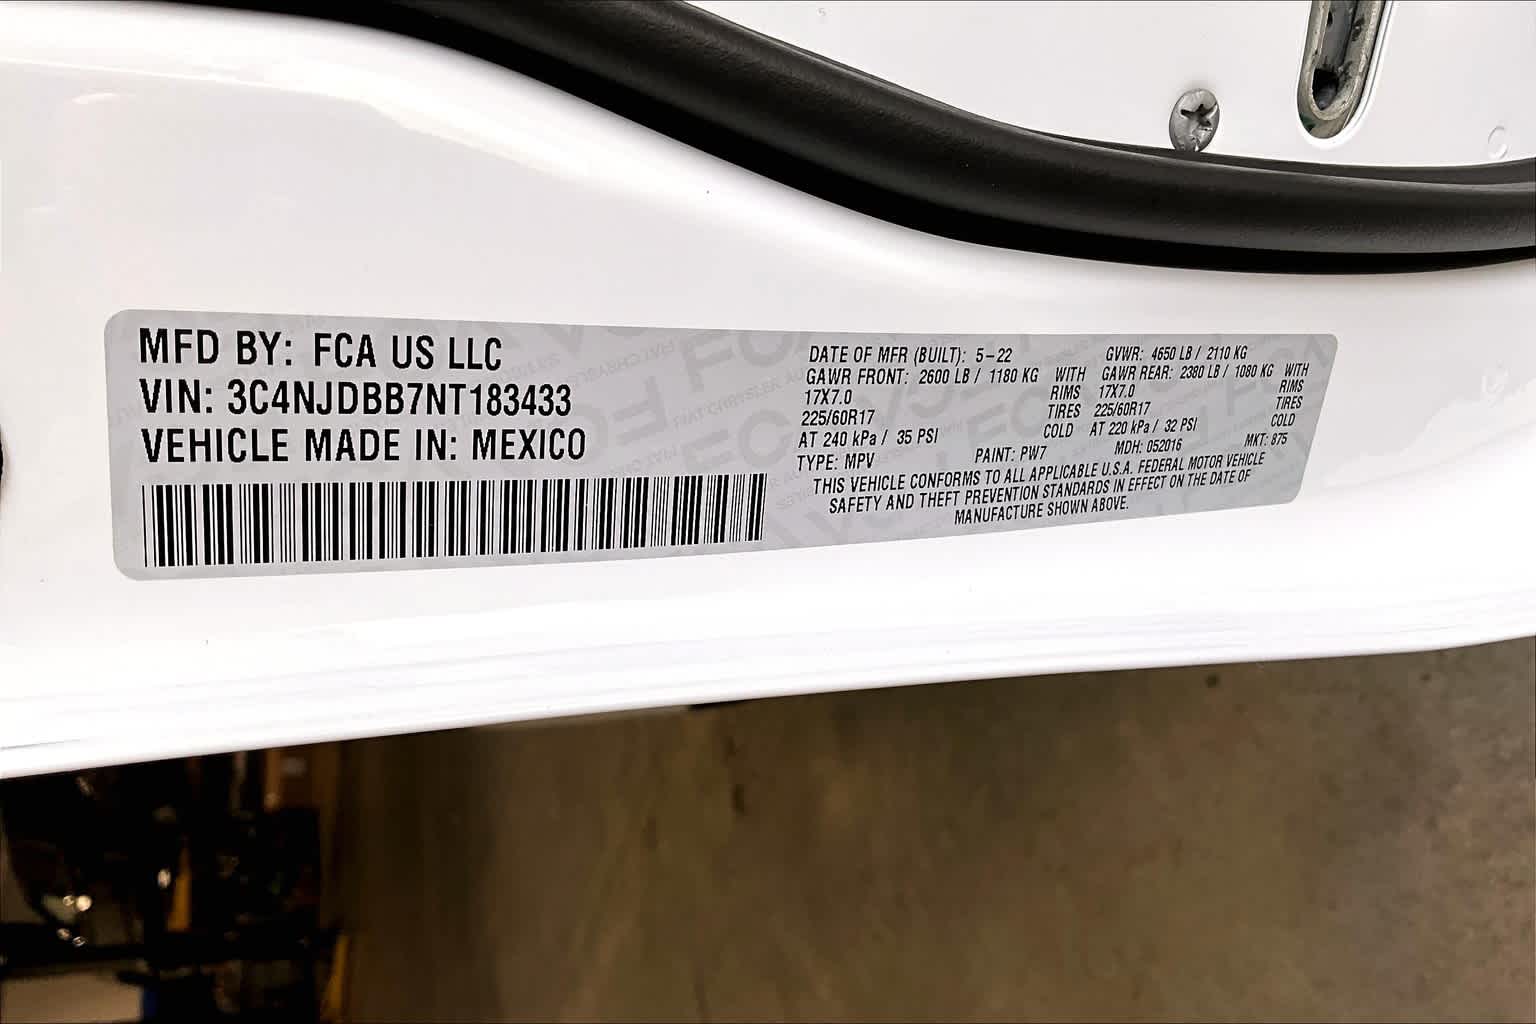 MFD BY: FCA US LLC
VIN: 3C4NJDBB7NT183433
VEHICLE MADE IN: MEXICO
DATE OF MFR (BUILT): 5-22 GVWR: 4650 LB / 2110 KG
GAWR FRONT: 2600 LB / 1180 KG WITH GAWR REAR: 2380 LB / 1080 KG WITH
17X7.0 RIMS 17X7.0 RIMS
225/60R17 TIRES 225/60R17 TIRES
AT 240 kPa / 35 PSI COLD AT 220 kPa / 32 PSI COLD
TYPE: MPV PAINT: PW7 MDH: 052016 MKT: 875
THIS VEHICLE CONFORMS TO ALL APPLICABLE U.S.A. FEDERAL MOTOR VEHICLE
SAFETY AND THEFT PREVENTION STANDARDS IN EFFECT ON THE DATE OF
MANUFACTURE SHOWN ABOVE.